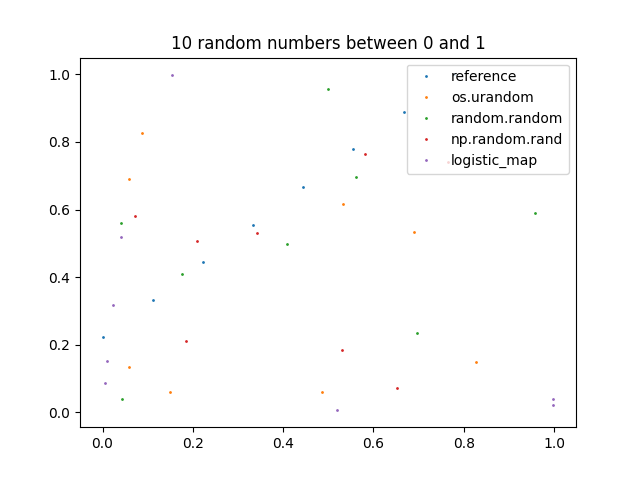 10 random numbers between 0 and 1
1.0
0.8
0.6
0.4
0.2
0.0
reference
os.urandom
random.random
np.random.rand
logistic_map
0.0 0.2 0.4 0.6 0.8 1.0